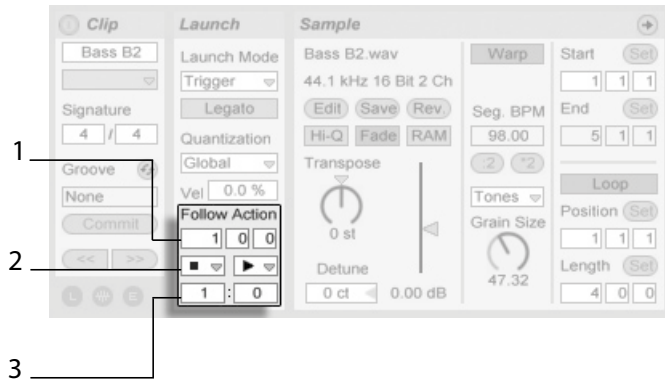 Clip
Bass B2
Signature
4 / 4
Groove
None
Commit
<< >>
Launch
Launch Mode
Trigger
Legato
Quantization
Global
Vel 0.0 %
Follow Action
1 0 0
1 : 0
Sample
Bass B2.wav
44.1 kHz 16 Bit 2 Ch
Edit Save Rev.
Hi-Q Fade RAM
Transpose
0 st
Detune
0 ct 0.00 dB
Warp
Seg. BPM
98.00
:2 *2
Tones
Grain Size
47.32
Start Set
1 1 1
End Set
5 1 1
Loop
Position Set
1 1 1
Length Set
4 0 0
1
2
3